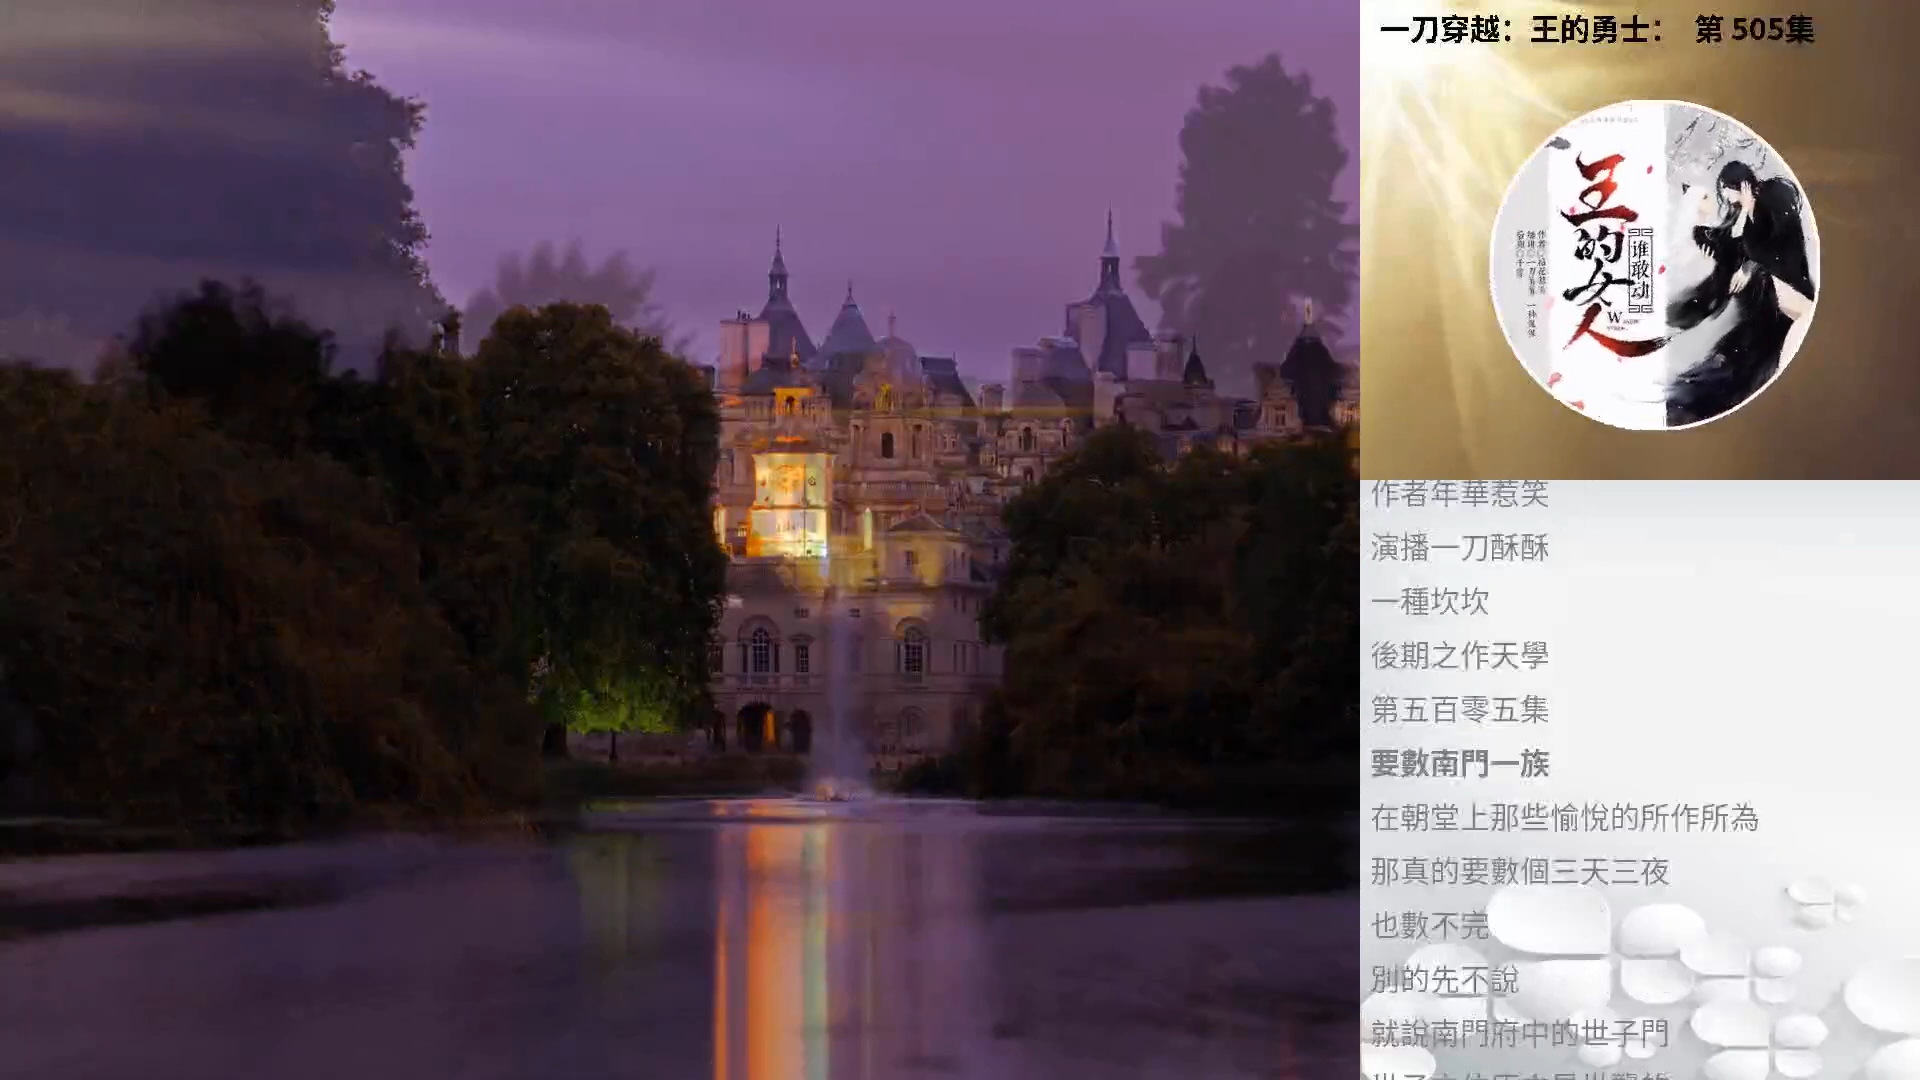 一刀穿越：王的勇士： 第 505集
王的女人
谁敢动
作者年華惹笑
演播一刀酥酥
一種坎坎
後期之作天學
第五百零五集
要數南門一族
在朝堂上那些愉悅的所作所為
那真的要數個三天三夜
也數不完
別的先不說
就說南門府中的世子門